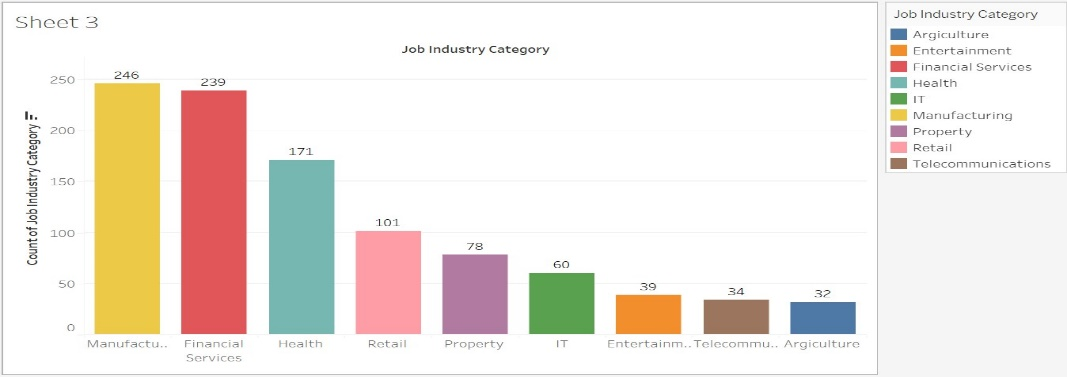 Sheet 3
Job Industry Category
Count of Job Industry Category
250
200
150
100
50
0
246
239
171
101
78
60
39
34
32
Manufactu..
Financial
Services
Health
Retail
Property
IT
Entertainm..
Telecommu..
Argiculture
Job Industry Category
Argiculture
Entertainment
Financial Services
Health
IT
Manufacturing
Property
Retail
Telecommunications